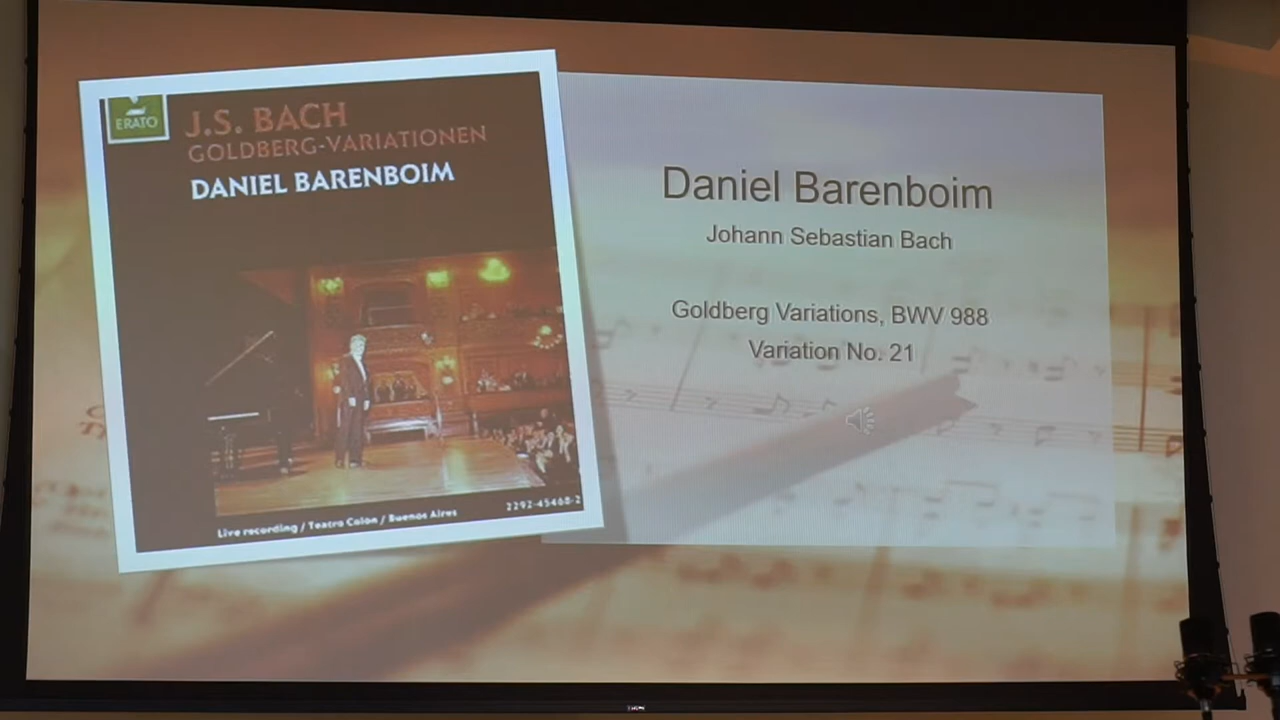 ERATO
J.S. BACH
GOLDBERG-VARIATIONEN
DANIEL BARENBOIM
Live recording / Teatro Colon / Buenos Aires
2292-45468-2
Daniel Barenboim
Johann Sebastian Bach
Goldberg Variations, BWV 988
Variation No. 21